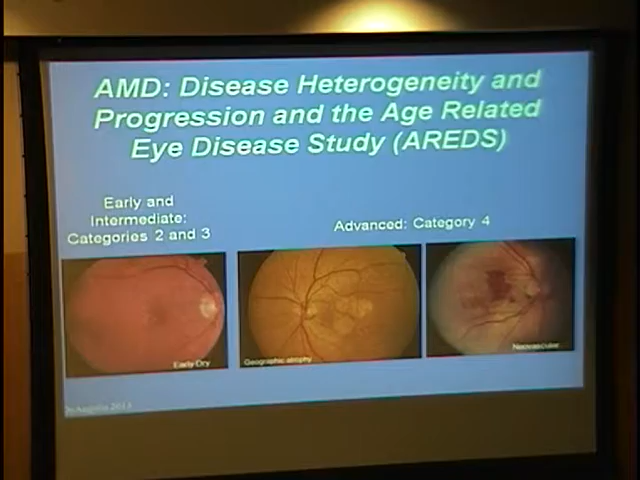 AMD: Disease Heterogeneity and
Progression and the Age Related
Eye Disease Study (AREDS)
Early and
Intermediate:
Categories 2 and 3
Advanced: Category 4
Early Dry
Geographic atrophy
Neovascular